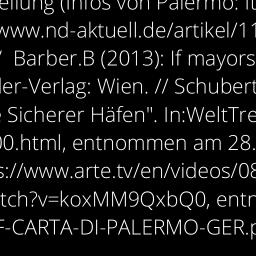 ellung (Infos von Palermo: It
www.nd-aktuell.de/artikel/11
/ Barber.B (2013): If mayors
ler-Verlag: Wien. // Schubert
e Sicherer Häfen". In:WeltTre
00.html, entnommen am 28.
s://www.arte.tv/en/videos/08
tch?v=koxMM9QxbQ0, entn
F-CARTA-DI-PALERMO-GER.p